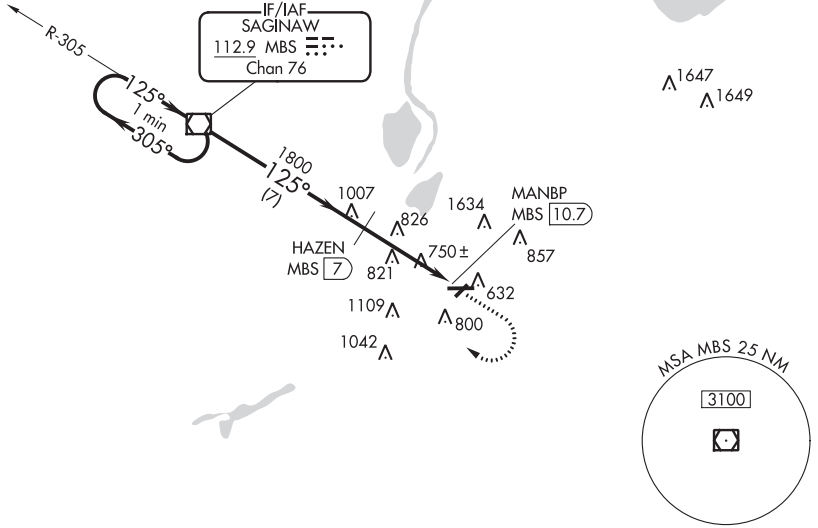 IF/IAF
SAGINAW
112.9 MBS
Chan 76
R-305
125°
1 min
305°
1800
125°
(7)
1647
1649
1007
826
1634
MANBP
MBS 10.7
HAZEN
MBS 7
821
750±
857
632
1109
800
1042
MSA MBS 25 NM
3100